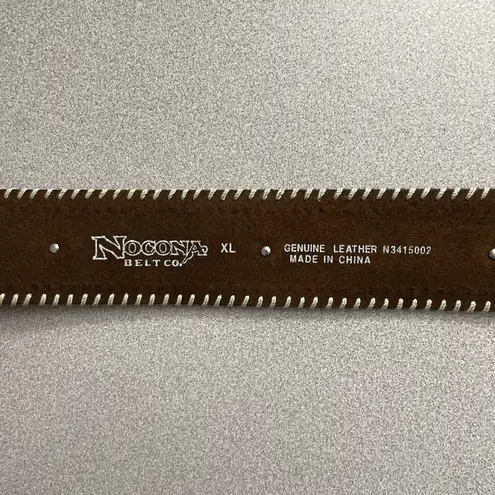 NOCONA XL GENUINE LEATHER N3415002
BELT CO. MADE IN CHINA